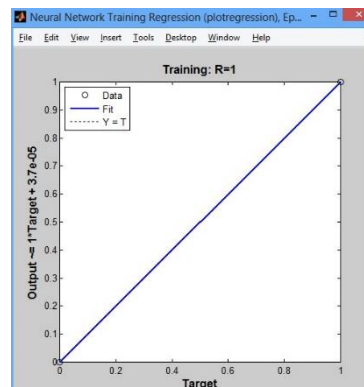 Neural Network Training Regression (plotregression), Ep...
File Edit View Insert Tools Desktop Window Help
Training: R=1
Data
Fit
Y = T
Output ~= 1*Target + 3.7e-05
1
0.9
0.8
0.7
0.6
0.5
0.4
0.3
0.2
0.1
0
0 0.2 0.4 0.6 0.8 1
Target